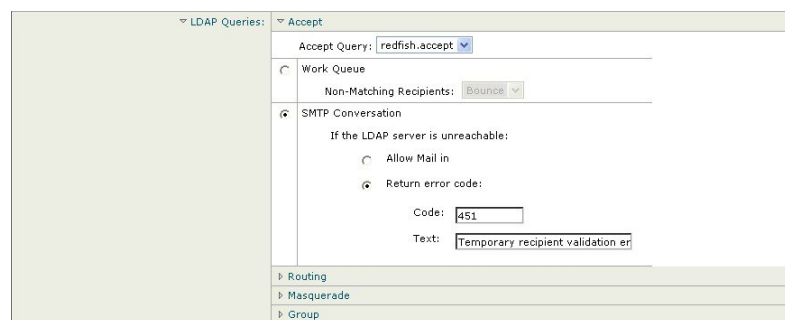 LDAP Queries:
Accept
Accept Query: redfish.accept
Work Queue
Non-Matching Recipients: Bounce
SMTP Conversation
If the LDAP server is unreachable:
Allow Mail in
Return error code:
Code: 451
Text: Temporary recipient validation er
Routing
Masquerade
Group